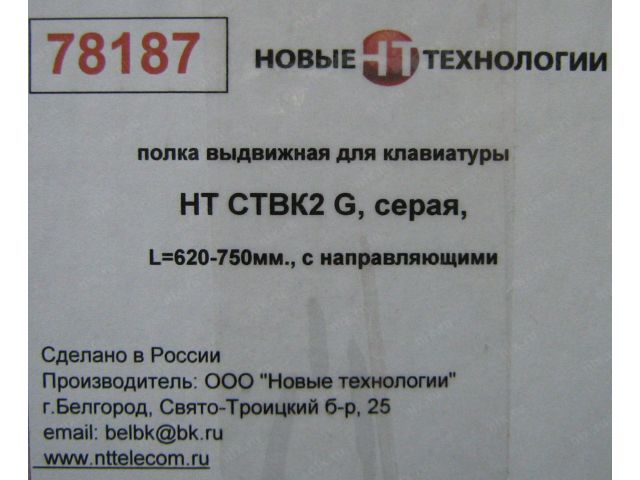 78187
НОВЫЕ НТ ТЕХНОЛОГИИ
полка выдвижная для клавиатуры
НТ СТВК2 G, серая,
L=620-750мм., с направляющими
Сделано в России
Производитель: ООО "Новые технологии"
г.Белгород, Свято-Троицкий б-р, 25
email: belbk@bk.ru
www.nttelecom.ru